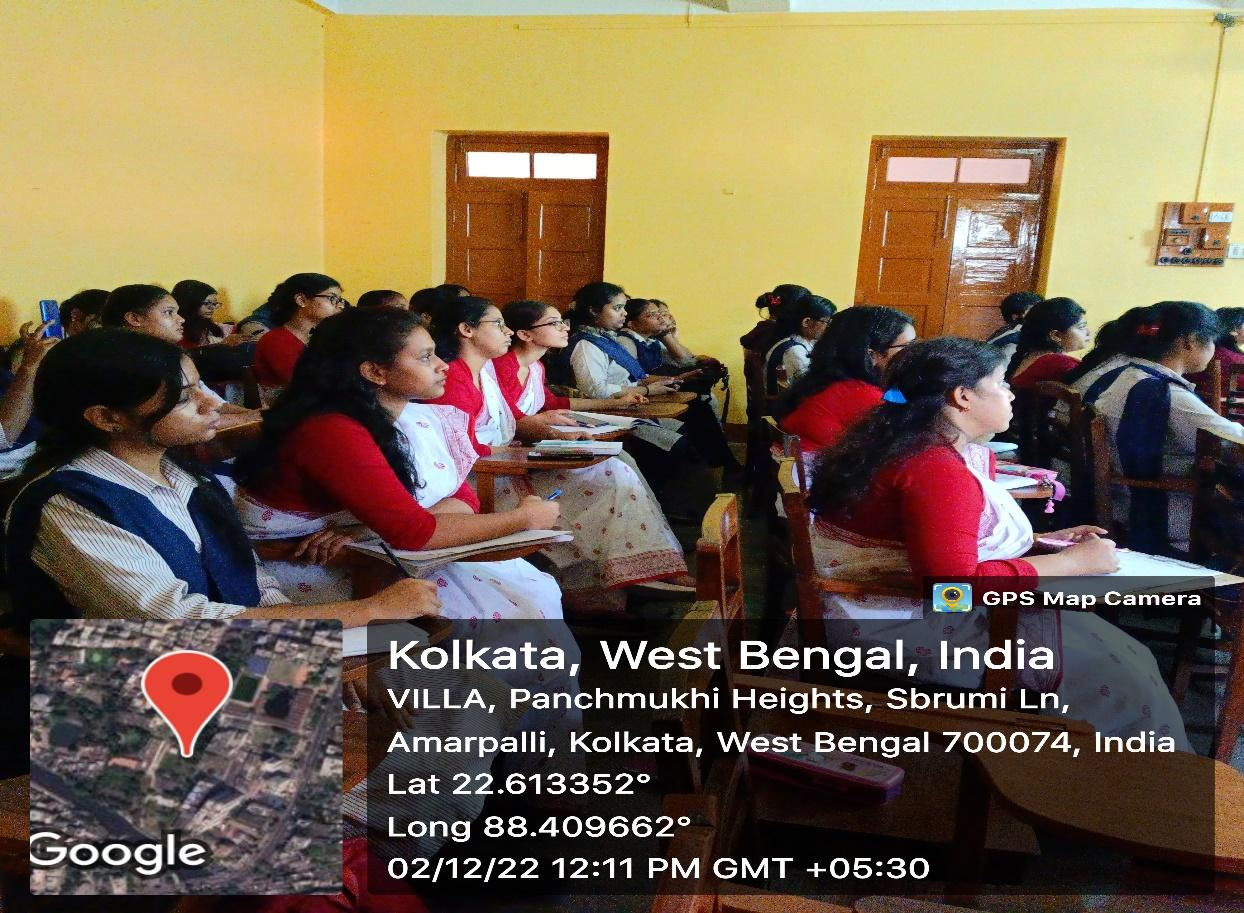 GPS Map Camera
Kolkata, West Bengal, India
VILLA, Panchmukhi Heights, Sbrumi Ln,
Amarpalli, Kolkata, West Bengal 700074, India
Lat 22.613352°
Long 88.409662°
02/12/22 12:11 PM GMT +05:30
Google